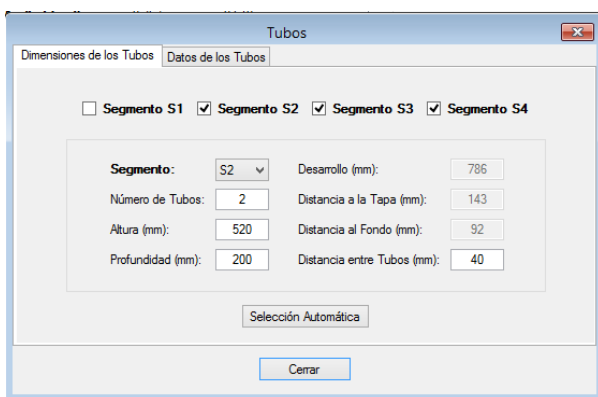 Tubos
Dimensiones de los Tubos Datos de los Tubos
Segmento S1 Segmento S2 Segmento S3 Segmento S4
Segmento: S2 Desarrollo (mm): 786
Número de Tubos: 2 Distancia a la Tapa (mm): 143
Altura (mm): 520 Distancia al Fondo (mm): 92
Profundidad (mm): 200 Distancia entre Tubos (mm): 40
Selección Automática
Cerrar